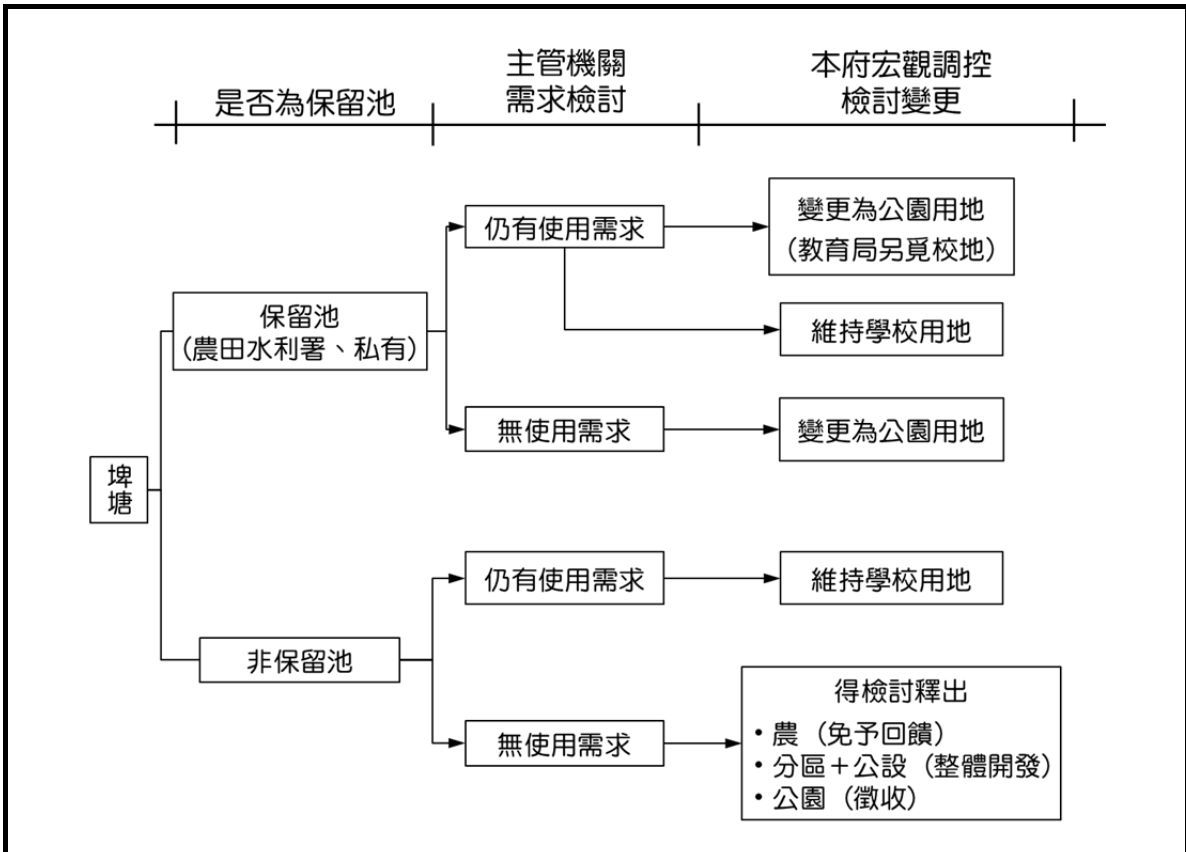 是否為保留池
主管機關
需求檢討
本府宏觀調控
檢討變更
埤
塘
保留池
(農田水利署、私有)
仍有使用需求
變更為公園用地
(教育局另覓校地)
維持學校用地
無使用需求
變更為公園用地
非保留池
仍有使用需求
維持學校用地
無使用需求
得檢討釋出
•農(免予回饋)
•分區＋公設(整體開發)
•公園(徵收)